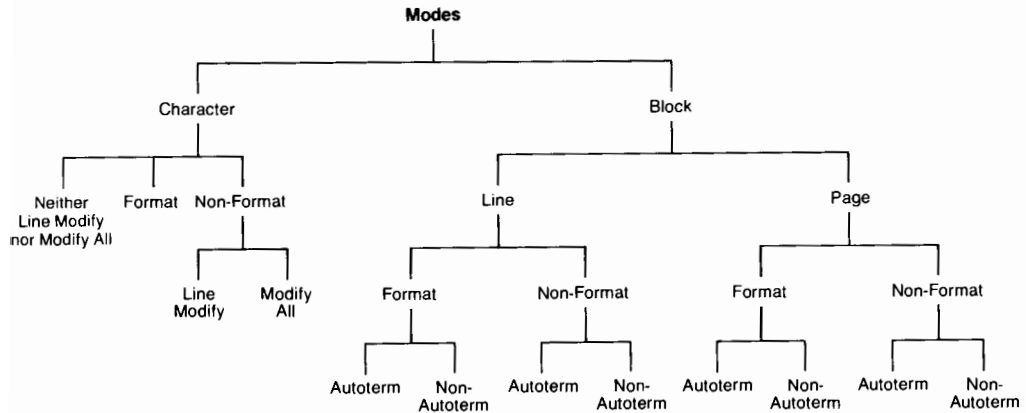 Modes
Character
Block
Neither
Line Modify
nor Modify All
Format
Non-Format
Line
Page
Line
Modify
Modify
All
Format
Non-Format
Format
Non-Format
Autoterm
Non-
Autoterm
Autoterm
Non-
Autoterm
Autoterm
Non-
Autoterm
Autoterm
Non-
Autoterm